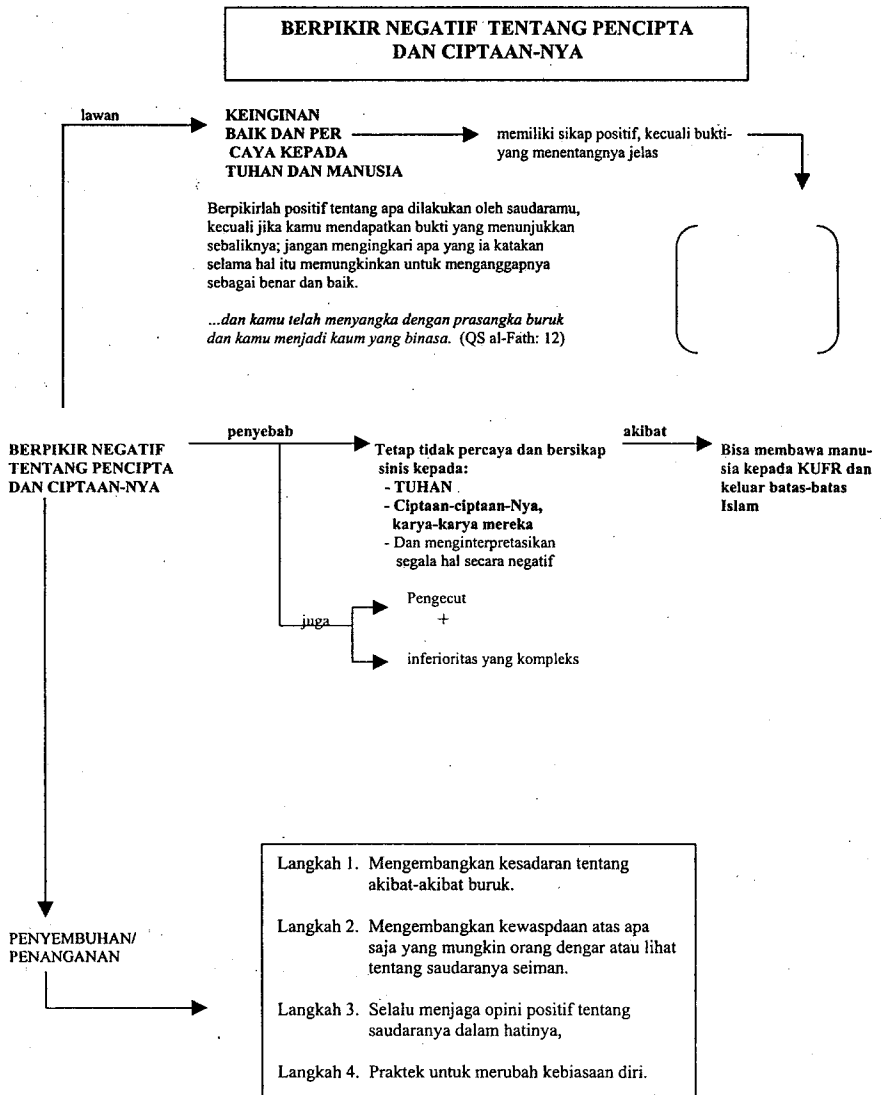 BERPIKIR NEGATIF TENTANG PENCIPTA
DAN CIPTAAN-NYA
lawan
KEINGINAN
BAIK DAN PER
CAYA KEPADA
TUHAN DAN MANUSIA
memiliki sikap positif, kecuali bukti-
yang menentangnya jelas
Berpikirlah positif tentang apa dilakukan oleh saudaramu,
kecuali jika kamu mendapatkan bukti yang menunjukkan
sebaliknya; jangan mengingkari apa yang ia katakan
selama hal itu memungkinkan untuk menganggapnya
sebagai benar dan baik.
...dan kamu telah menyangka dengan prasangka buruk
dan kamu menjadi kaum yang binasa. (QS al-Fath: 12)
BERPIKIR NEGATIF
TENTANG PENCIPTA
DAN CIPTAAN-NYA
penyebab
Tetap tidak percaya dan bersikap
sinis kepada:
- TUHAN
- Ciptaan-ciptaan-Nya,
karya-karya mereka
- Dan menginterpretasikan
segala hal secara negatif
akibat
Bisa membawa manu-
sia kepada KUFR dan
keluar batas-batas
Islam
juga
Pengecut
+
inferioritas yang kompleks
PENYEMBUHAN/
PENANGANAN
Langkah 1. Mengembangkan kesadaran tentang
akibat-akibat buruk.
Langkah 2. Mengembangkan kewaspdaan atas apa
saja yang mungkin orang dengar atau lihat
tentang saudaranya seiman.
Langkah 3. Selalu menjaga opini positif tentang
saudaranya dalam hatinya,
Langkah 4. Praktek untuk merubah kebiasaan diri.